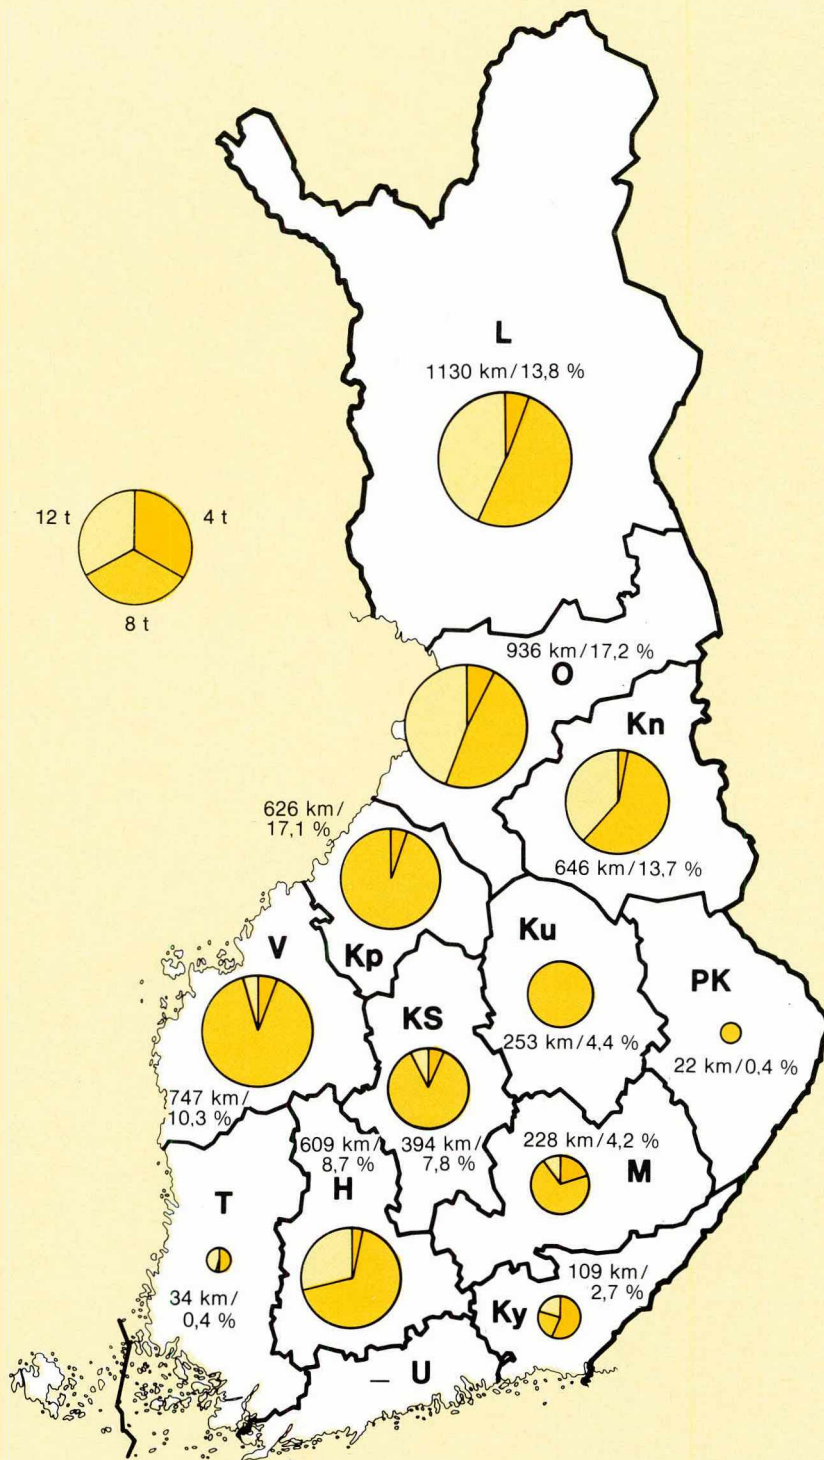 L
1130 km/13,8 %
12 t
4 t
8 t
936 km/17,2 %
O
Kn
646 km/13,7 %
626 km/
17,1 %
Kp
Ku
253 km/4,4 %
PK
22 km/0,4 %
V
747 km/
10,3 %
KS
394 km/
7,8 %
609 km/
8,7 %
H
228 km/4,2 %
M
T
34 km/
0,4 %
109 km/
2,7 %
Ky
– U